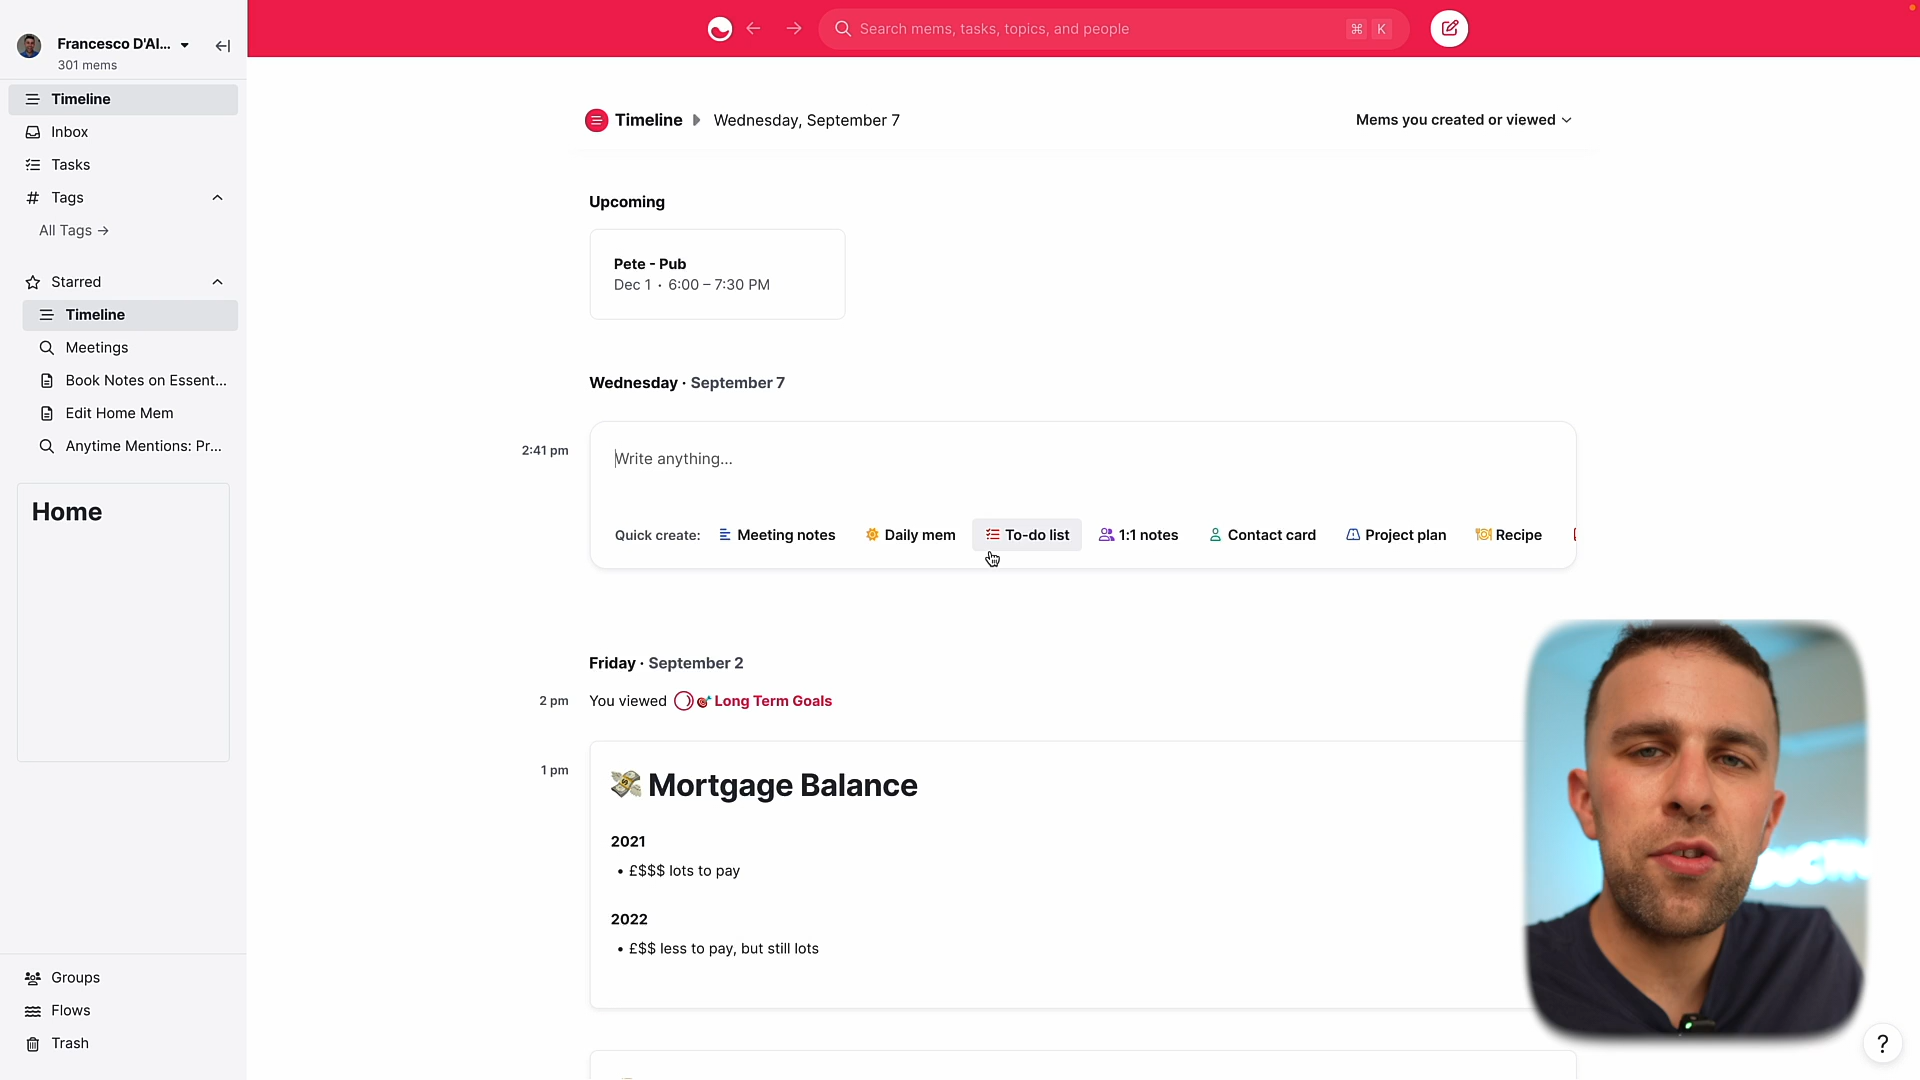 Francesco D'Al...
301 mems
Timeline
Inbox
Tasks
Tags
All Tags →
Starred
Timeline
Meetings
Book Notes on Essent...
Edit Home Mem
Anytime Mentions: Pr...
Home
Groups
Flows
Trash
Search mems, tasks, topics, and people
⌘ K
Timeline Wednesday, September 7
Mems you created or viewed
Upcoming
Pete - Pub
Dec 1 • 6:00 – 7:30 PM
Wednesday · September 7
2:41 pm
Write anything...
Quick create: Meeting notes Daily mem To-do list 1:1 notes Contact card Project plan Recipe
Friday · September 2
2 pm You viewed Long Term Goals
1 pm
💸 Mortgage Balance
2021
• £$$$ lots to pay
2022
• £$$ less to pay, but still lots
?